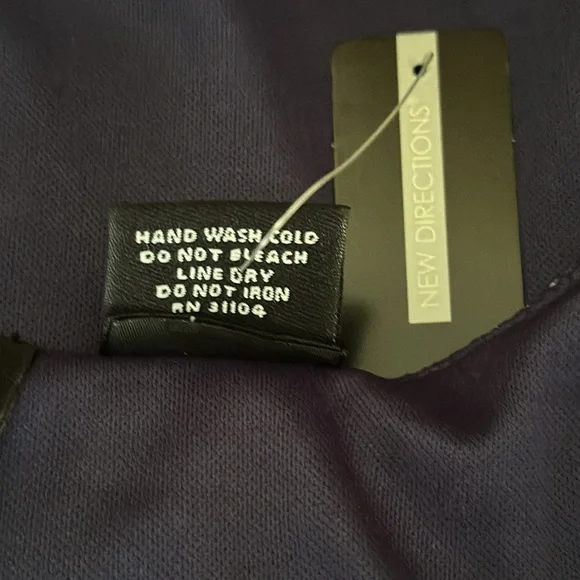 HAND WASH COLD
DO NOT BLEACH
LINE DRY
DO NOT IRON
RN 31104
NEW DIRECTIONS®